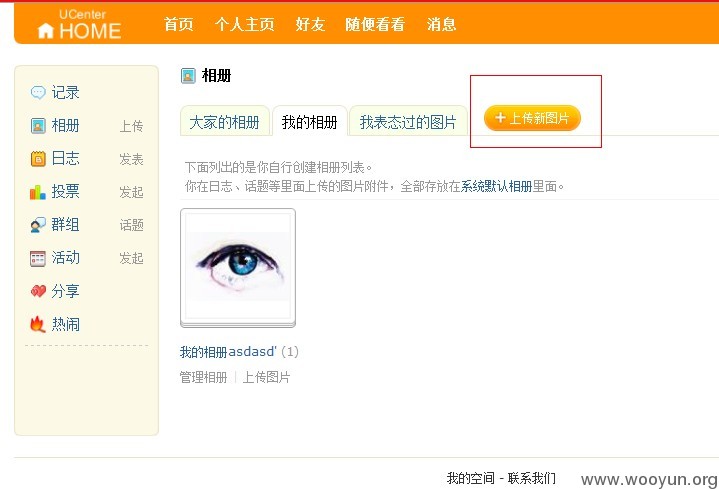 UCenter
HOME
首页 个人主页 好友 随便看看 消息
记录
相册 上传
日志 发表
投票 发起
群组 话题
活动 发起
分享
热闹
相册
大家的相册 我的相册 我表态过的图片 +上传新图片
下面列出的是你自行创建相册列表。
你在日志、话题等里面上传的图片附件，全部存放在系统默认相册里面。
我的相册asdasd' (1)
管理相册 | 上传图片
我的空间 - 联系我们
www.wooyun.org